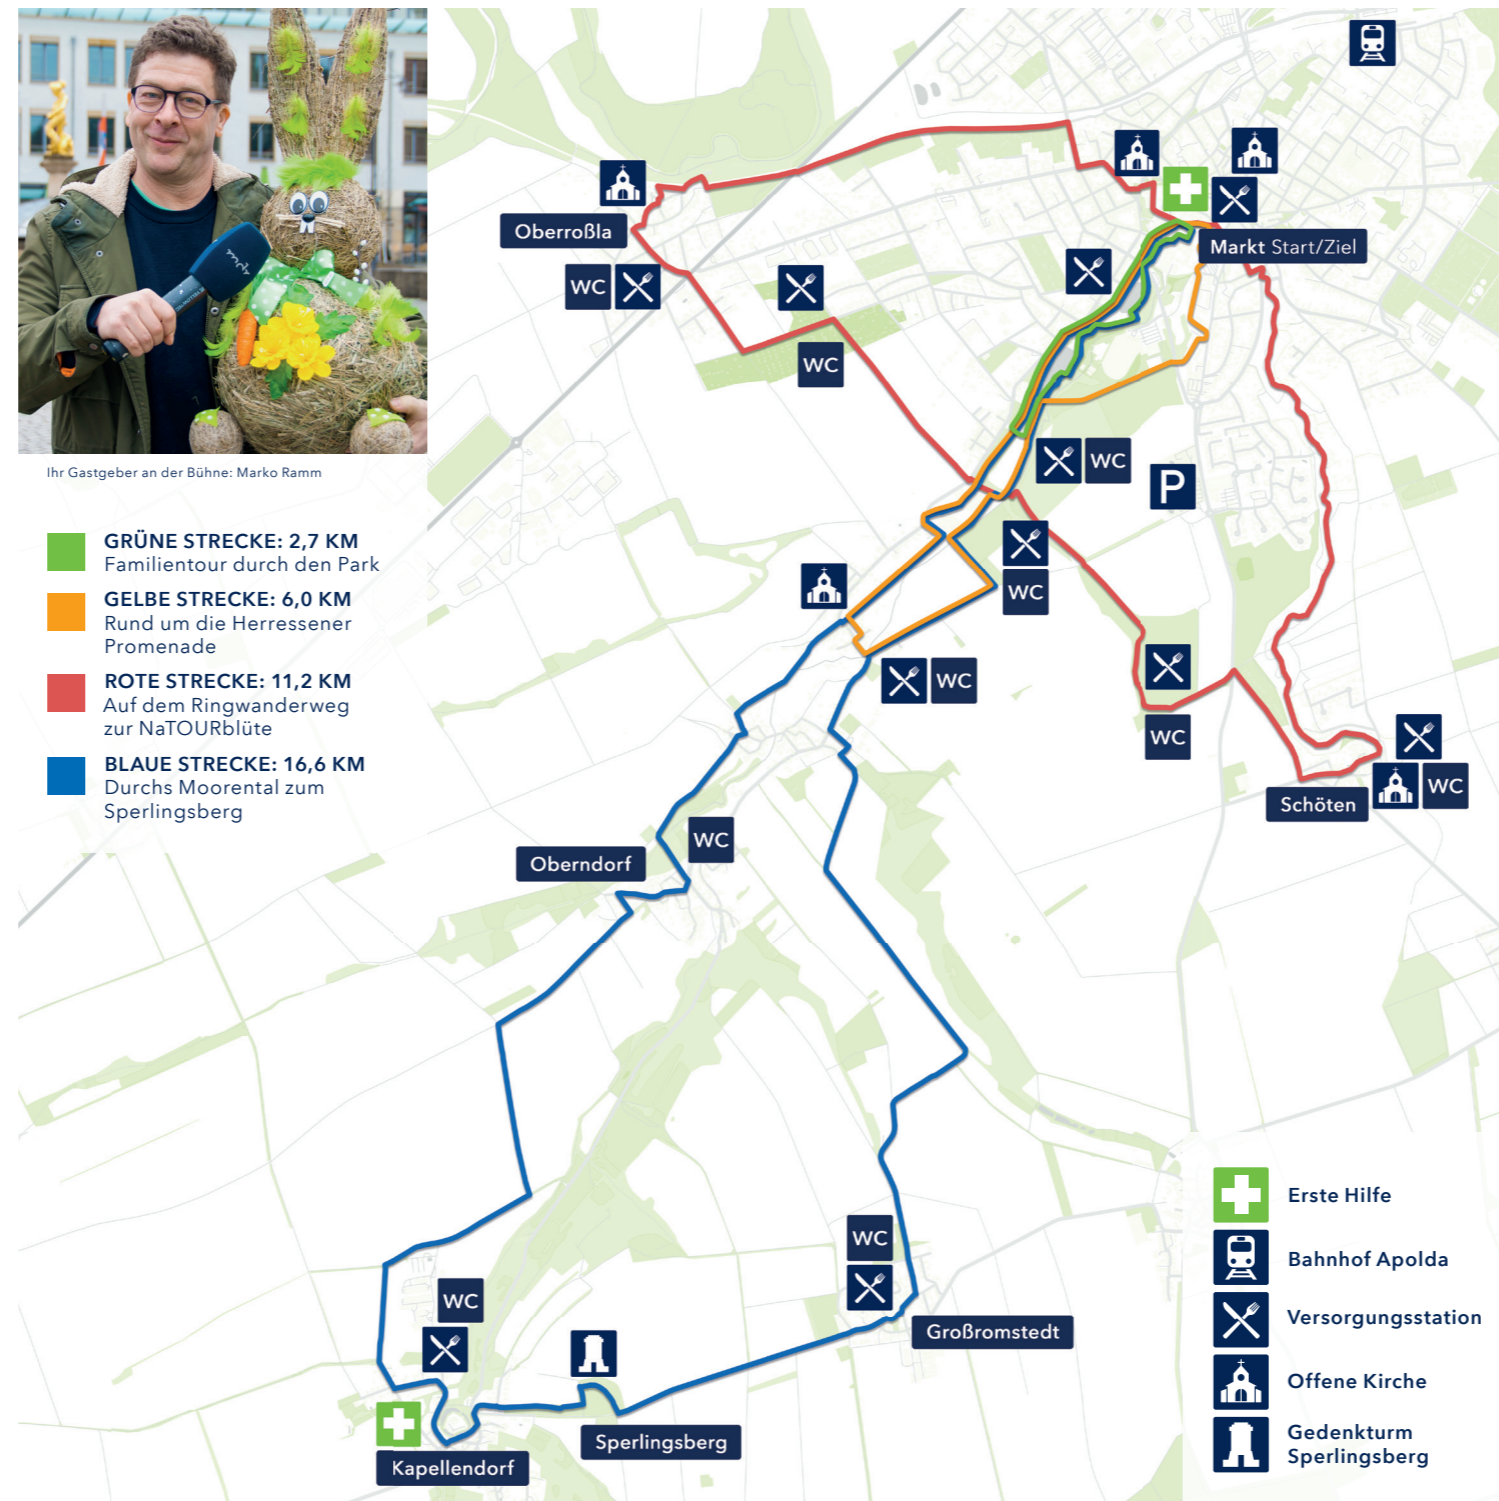 Ihr Gastgeber an der Bühne: Marko Ramm
GRÜNE STRECKE: 2,7 KM
Familientour durch den Park
GELBE STRECKE: 6,0 KM
Rund um die Herressener
Promenade
ROTE STRECKE: 11,2 KM
Auf dem Ringwanderweg
zur NaTOURblüte
BLAUE STRECKE: 16,6 KM
Durchs Moorental zum
Sperlingsberg
Oberroßla
WC
Markt Start/Ziel
WC
WC
P
WC
WC
WC
Schöten
WC
WC
Oberndorf
WC
WC
Großromstedt
Sperlingsberg
Kapellendorf
Erste Hilfe
Bahnhof Apolda
Versorgungsstation
Offene Kirche
Gedenkturm
Sperlingsberg